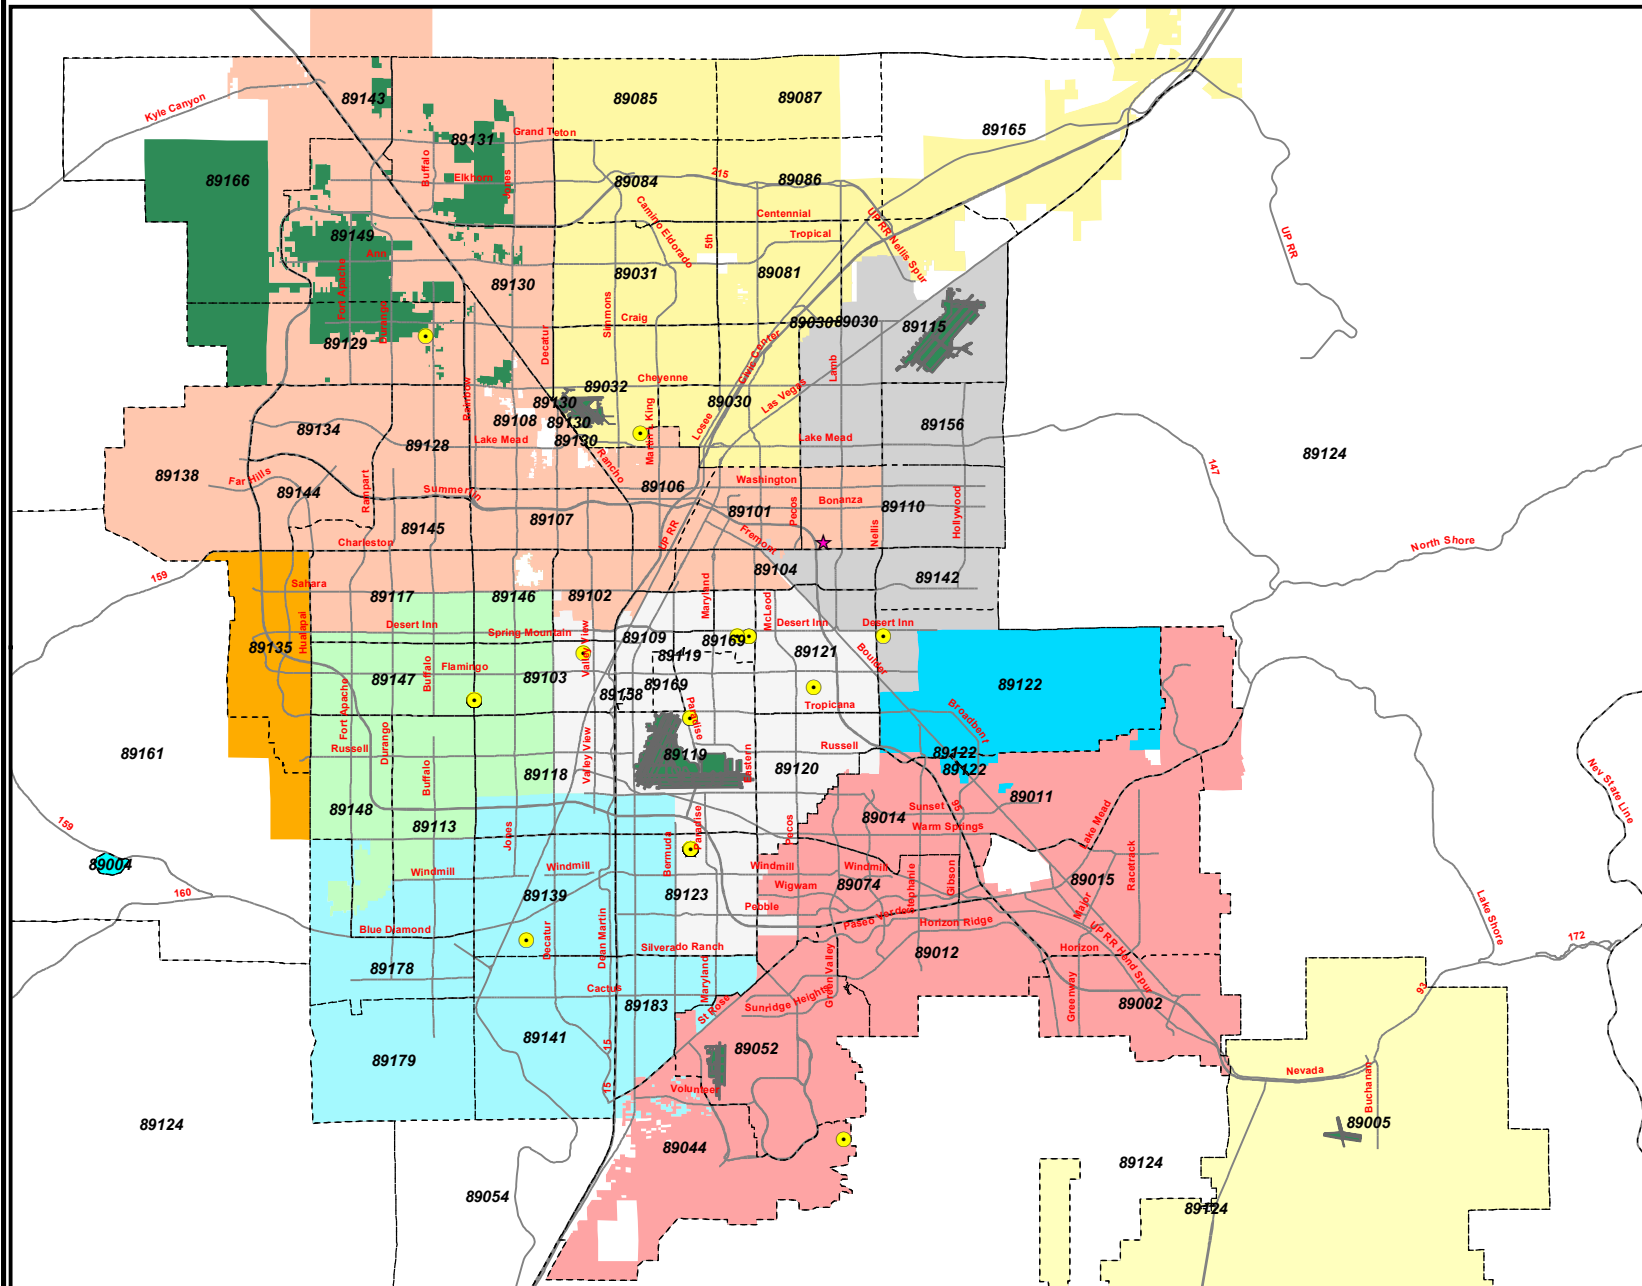 89143
89085
89087
Kyle Canyon
89131
Grand Teton
89165
89166
Buffalo
Elkhorn
Jones
89084
215
89086
Camino Eldorado
Centennial
UP RR Nellis Spur
UP RR
89149
Ann
5th
Tropical
Fort Apache
89130
89031
89081
Simmons
Craig
Durango
89129
Decatur
89030
89030
89115
Civic Center
Lamb
Rainbow
89032
Cheyenne
Las Vegas
89130
89030
89108
89130
Martin L King
Losee
89134
89128
Lake Mead
89130
Lake Mead
89156
89124
147
Rancho
89138
Far Hills
89144
Rampart
Summerlin
89106
Washington
Pecos
Bonanza
89110
Hollywood
89145
89107
89101
Nellis
Charleston
UP RR
Fremont
North Shore
159
89104
89142
Sahara
89117
89146
89102
Maryland
McLeod
Hualapai
Desert Inn
Spring Mountain
Valley View
89109
89169
Desert Inn
Desert Inn
89135
89119
89121
Boulder
Flamingo
Buffalo
89147
89103
89158
89169
89122
Fort Apache
Paradise
Tropicana
Broadbent
89161
Russell
Durango
Valley View
89119
Eastern
Russell
89122
89122
Buffalo
89118
89120
Nev State Line
89011
95
Sunset
89148
89113
Jones
Paradise
Pecos
89014
Warm Springs
Lake Mead
159
89004
Bermuda
Windmill
Windmill
Windmill
Windmill
Stephanie
Gibson
Racetrack
160
89139
89123
Wigwam
89074
89015
Pebble
Major
Lake Shore
Paseo Verde
Horizon Ridge
Blue Diamond
Decatur
Dean Martin
Silverado Ranch
Green Valley
89012
Horizon
UP RR Hend Spur
172
89178
Maryland
Cactus
Sunridge Heights
Greenway
93
89183
St Rose
89002
89141
15
89052
89179
Nevada
15
Volunteer
Buchanan
89124
89005
89044
89124
89054
89124